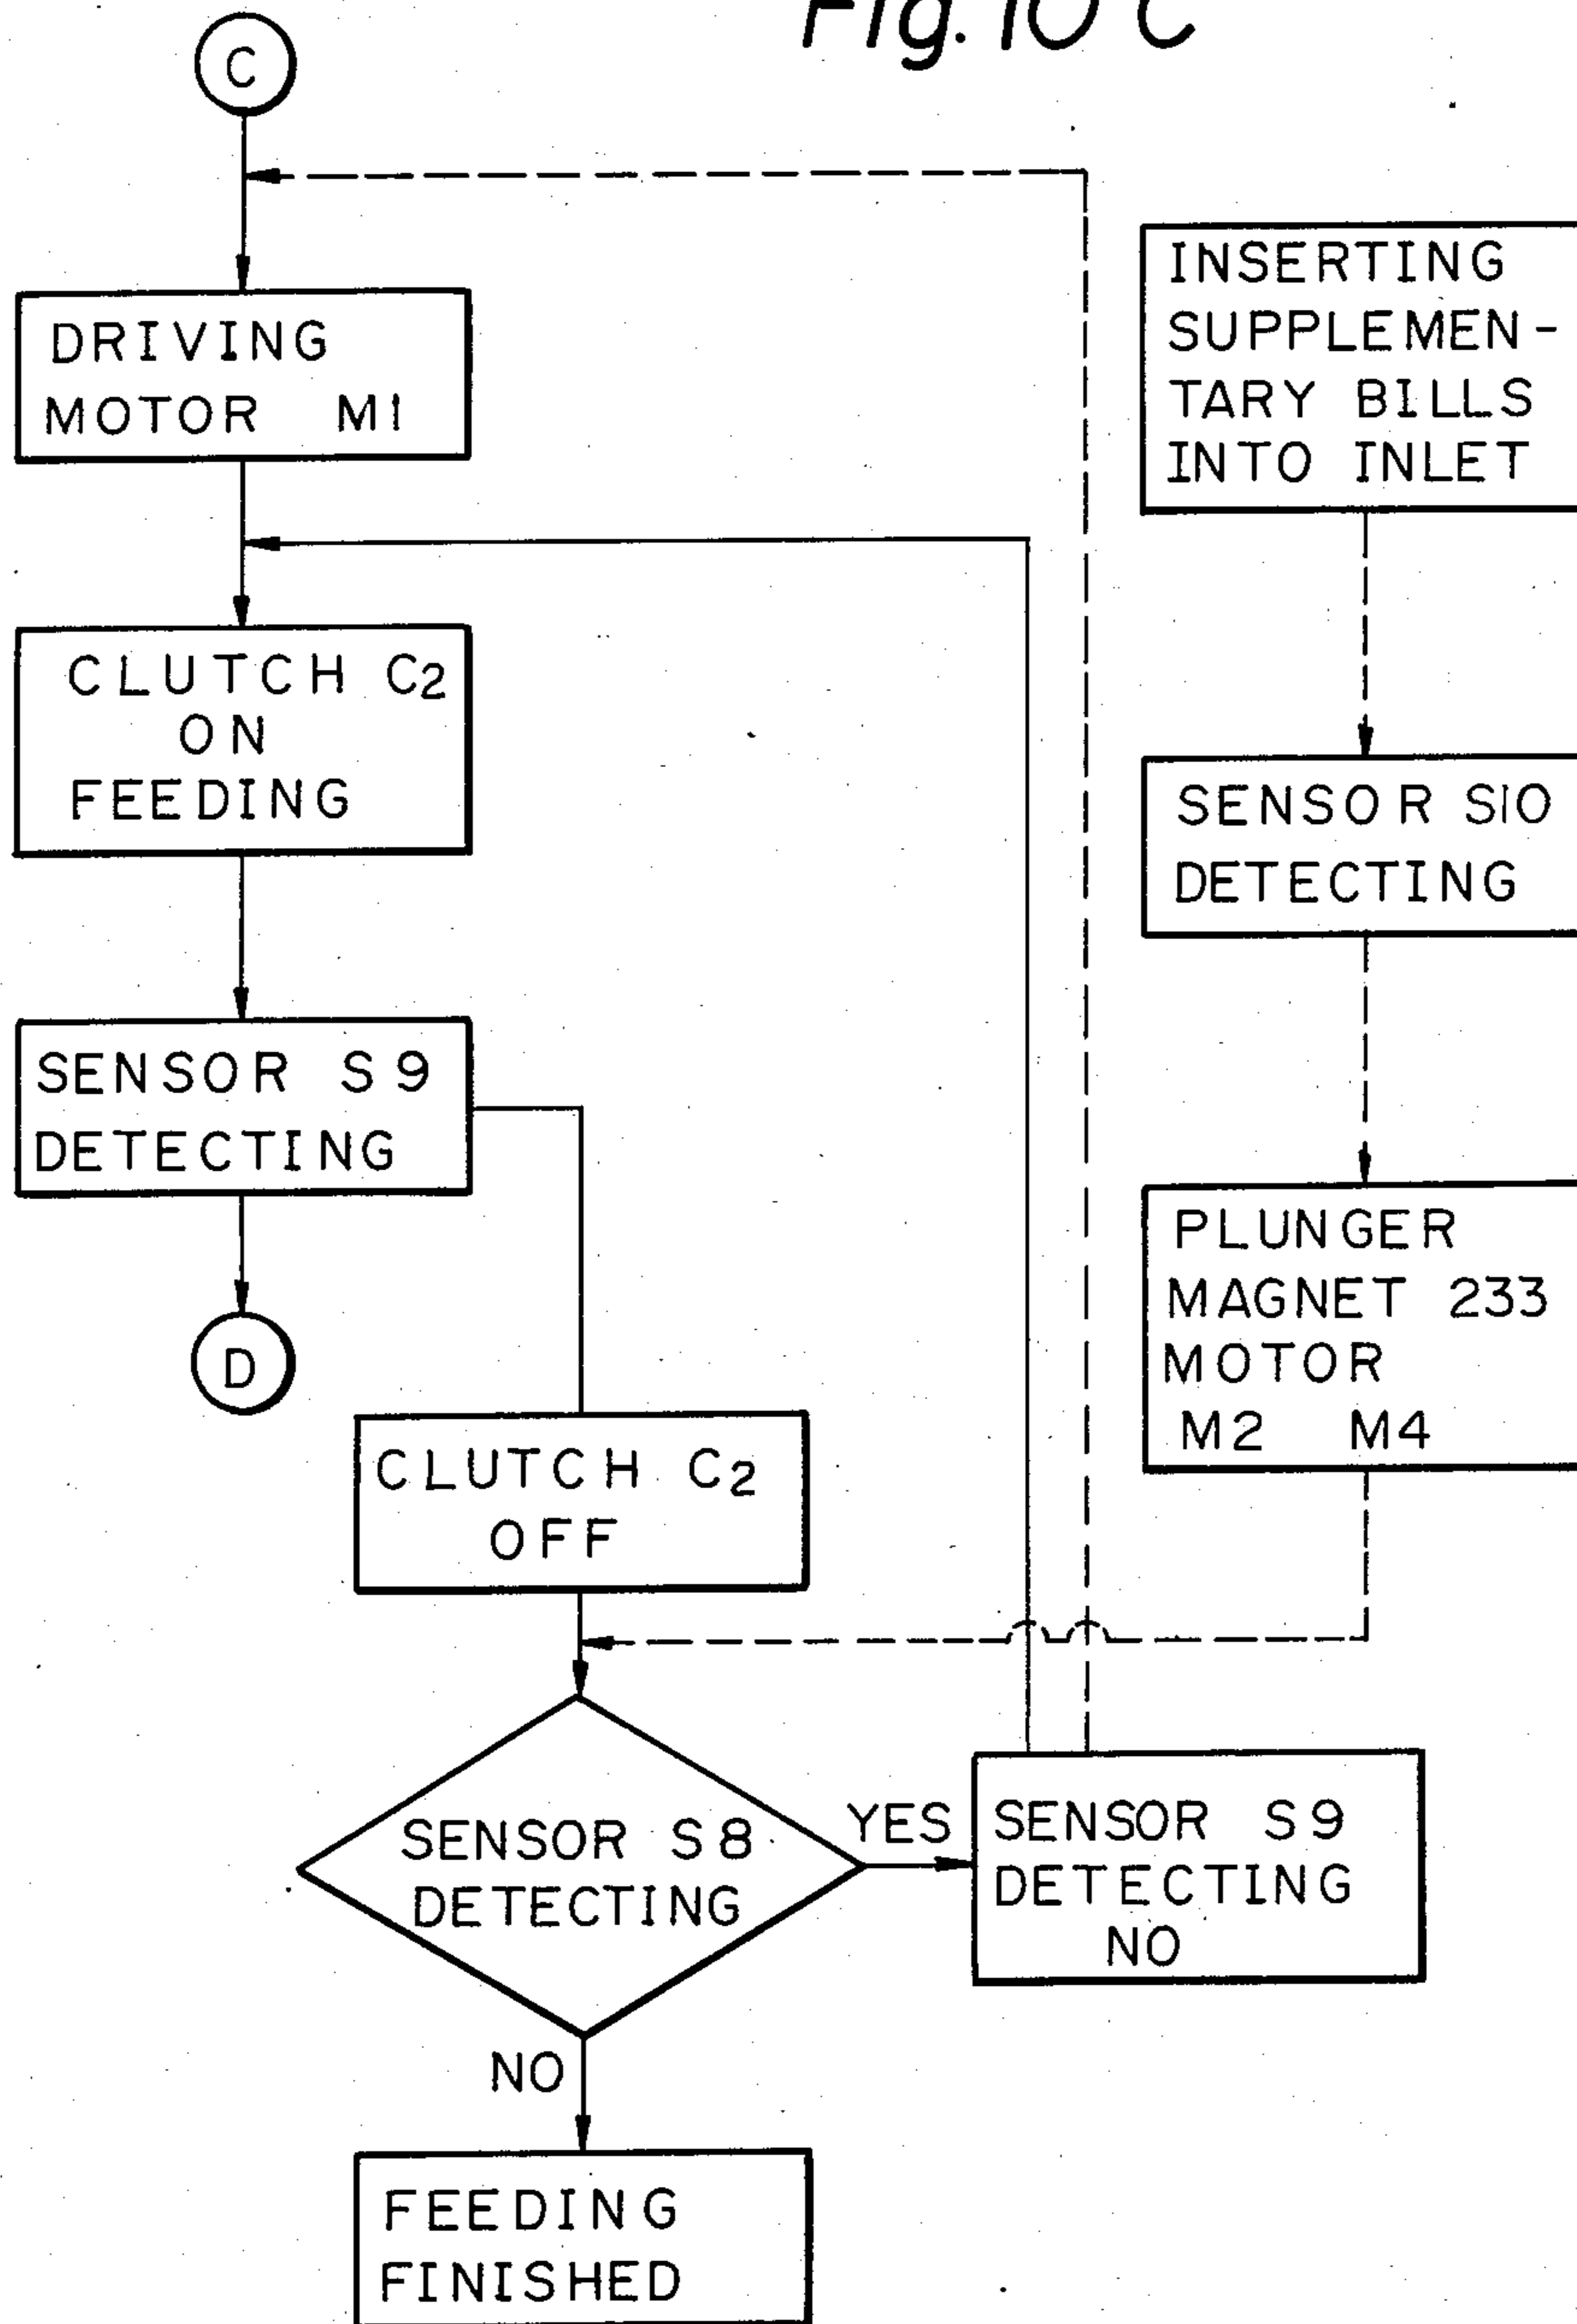 Fig. 10 C
C
DRIVING
MOTOR M1
CLUTCH C2
ON
FEEDING
SENSOR S9
DETECTING
D
CLUTCH C2
OFF
SENSOR S8
DETECTING
YES
SENSOR S9
DETECTING
NO
NO
FEEDING
FINISHED
INSERTING
SUPPLEMEN-
TARY BILLS
INTO INLET
SENSOR S10
DETECTING
PLUNGER
MAGNET 233
MOTOR
M2 M4